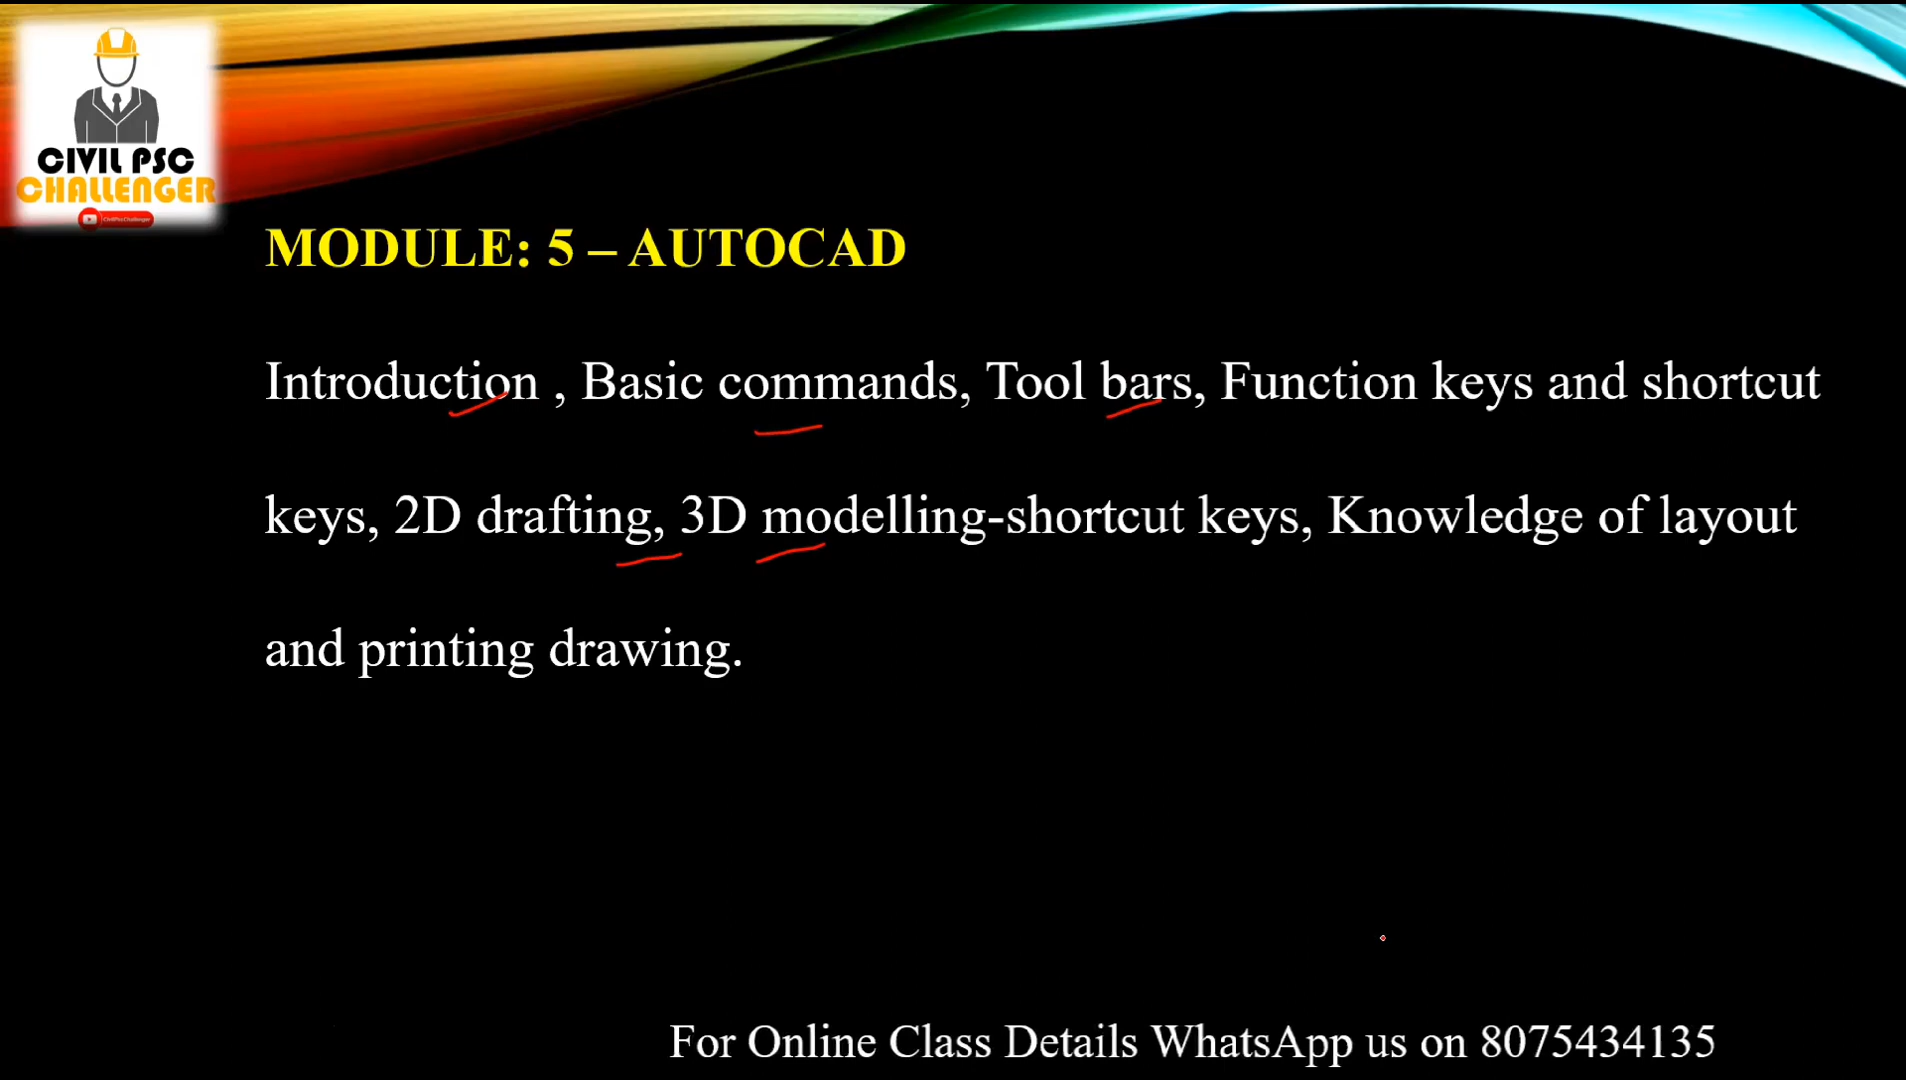 CIVIL PSC
CHALLENGER
CivilPscChallenger
MODULE: 5 – AUTOCAD
Introduction , Basic commands, Tool bars, Function keys and shortcut
keys, 2D drafting, 3D modelling-shortcut keys, Knowledge of layout
and printing drawing.
For Online Class Details WhatsApp us on 8075434135